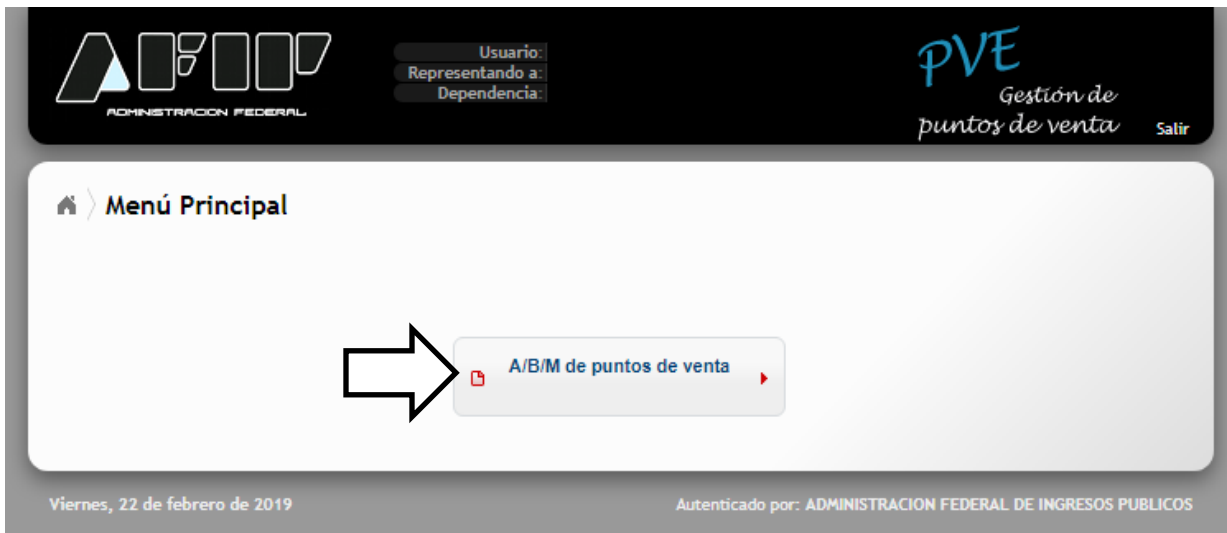 AFIP
ADMINISTRACION FEDERAL
Usuario:
Representando a:
Dependencia:
PVE
Gestión de
puntos de venta
Salir
Menú Principal
A/B/M de puntos de venta
Viernes, 22 de febrero de 2019
Autenticado por: ADMINISTRACION FEDERAL DE INGRESOS PUBLICOS